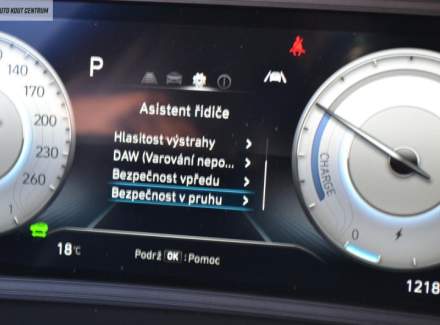 AUTO KOUT CENTRUM
140
170
200
230
260
1
P
Asistent řidiče
Hlasitost výstrahy
DAW (Varování nepo...
Bezpečnost vpředu
Bezpečnost v pruhu
18°C
Podrž OK :Pomoc
CHARGE
0
1218